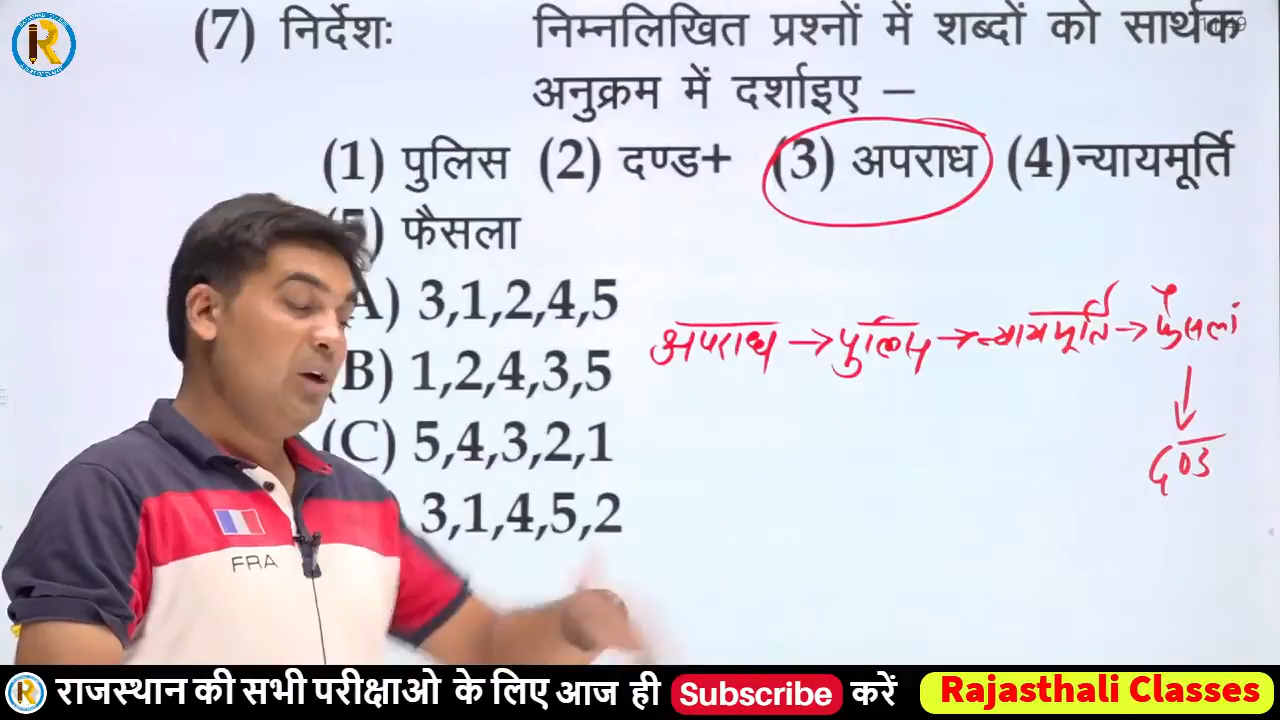 (7) निर्देशः निम्नलिखित प्रश्नों में शब्दों को सार्थक
अनुक्रम में दर्शाइए –
(1) पुलिस (2) दण्ड+ (3) अपराध (4)न्यायमूर्ति
5) फैसला
A) 3,1,2,4,5
(B) 1,2,4,3,5
(C) 5,4,3,2,1
3,1,4,5,2
अपराध → पुलिस → न्यायमूर्ति → फैसला
↓
दण्ड
FRA
राजस्थान की सभी परीक्षाओ के लिए आज ही Subscribe करें Rajasthali Classes